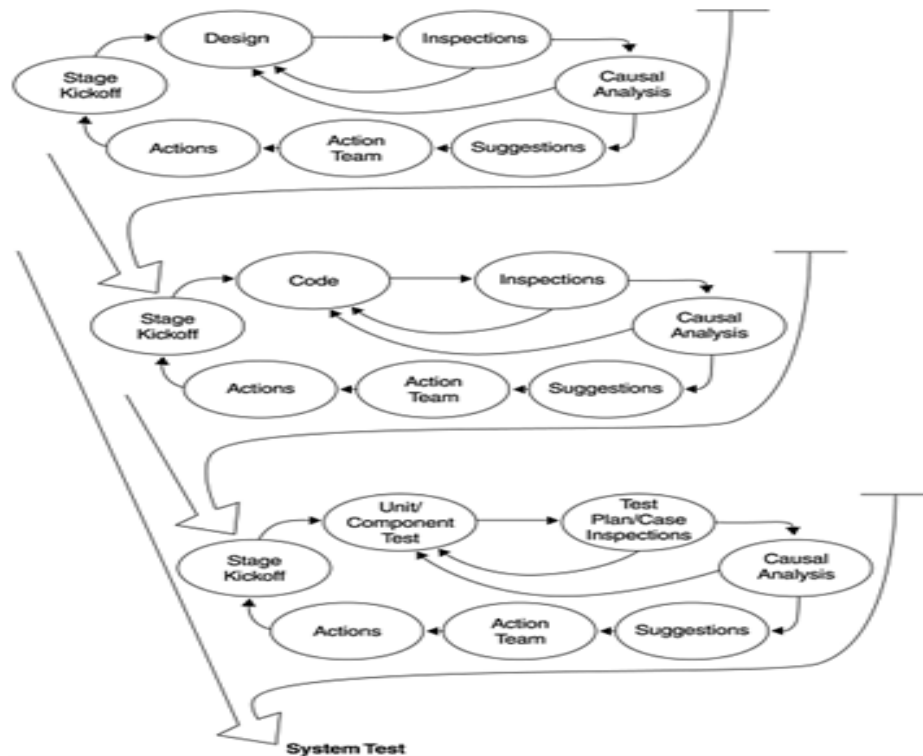 Design
Inspections
Stage
Kickoff
Causal
Analysis
Actions
Action
Team
Suggestions
Code
Inspections
Stage
Kickoff
Causal
Analysis
Actions
Action
Team
Suggestions
Unit/
Component
Test
Test
Plan/Case
Inspections
Stage
Kickoff
Causal
Analysis
Actions
Action
Team
Suggestions
System Test